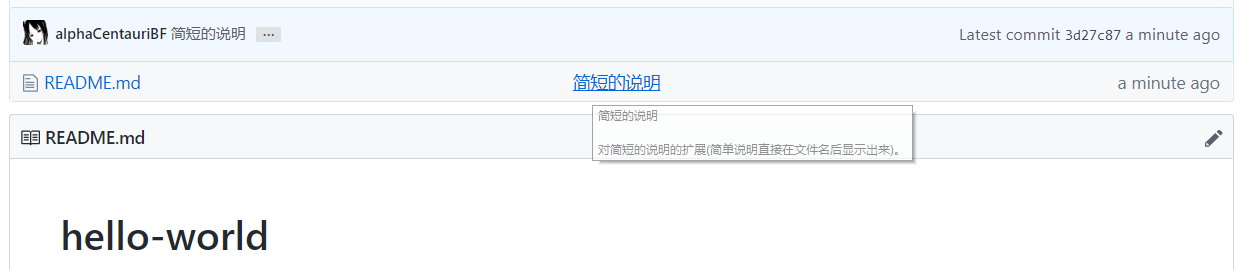 alphaCentauriBF 简短的说明 ...
Latest commit 3d27c87 a minute ago
README.md 简短的说明 a minute ago
简短的说明
对简短的说明的扩展(简单说明直接在文件名后显示出来)。
README.md
hello-world